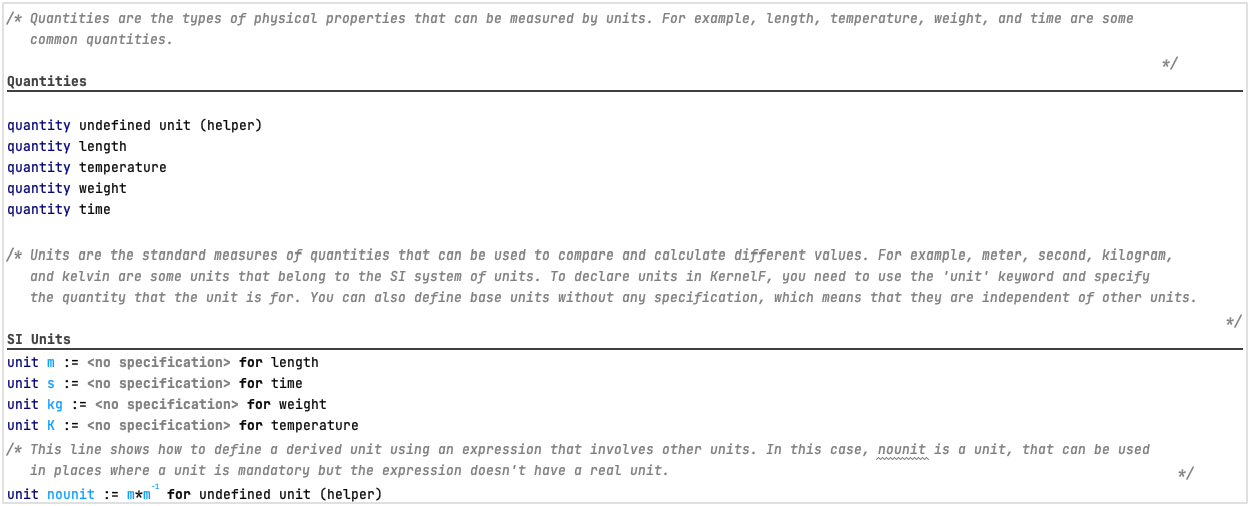 /* Quantities are the types of physical properties that can be measured by units. For example, length, temperature, weight, and time are some
common quantities.
*/
Quantities
quantity undefined unit (helper)
quantity length
quantity temperature
quantity weight
quantity time
/* Units are the standard measures of quantities that can be used to compare and calculate different values. For example, meter, second, kilogram,
and kelvin are some units that belong to the SI system of units. To declare units in KernelF, you need to use the 'unit' keyword and specify
the quantity that the unit is for. You can also define base units without any specification, which means that they are independent of other units.
*/
SI Units
unit m := <no specification> for length
unit s := <no specification> for time
unit kg := <no specification> for weight
unit K := <no specification> for temperature
/* This line shows how to define a derived unit using an expression that involves other units. In this case, nounit is a unit, that can be used
in places where a unit is mandatory but the expression doesn't have a real unit. */
unit nounit := m*m⁻¹ for undefined unit (helper)